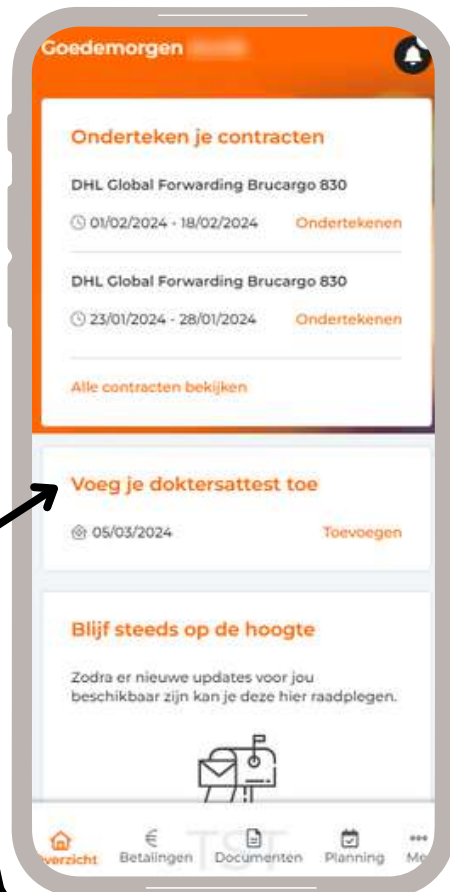 Goedemorgen
Onderteken je contracten
DHL Global Forwarding Brucargo 830
01/02/2024 - 18/02/2024 Ondertekenen
DHL Global Forwarding Brucargo 830
23/01/2024 - 28/01/2024 Ondertekenen
Alle contracten bekijken
Voeg je doktersattest toe
05/03/2024 Toevoegen
Blijf steeds op de hoogte
Zodra er nieuwe updates voor jou
beschikbaar zijn kan je deze hier raadplegen.
TST
verzicht Betalingen Documenten Planning Me